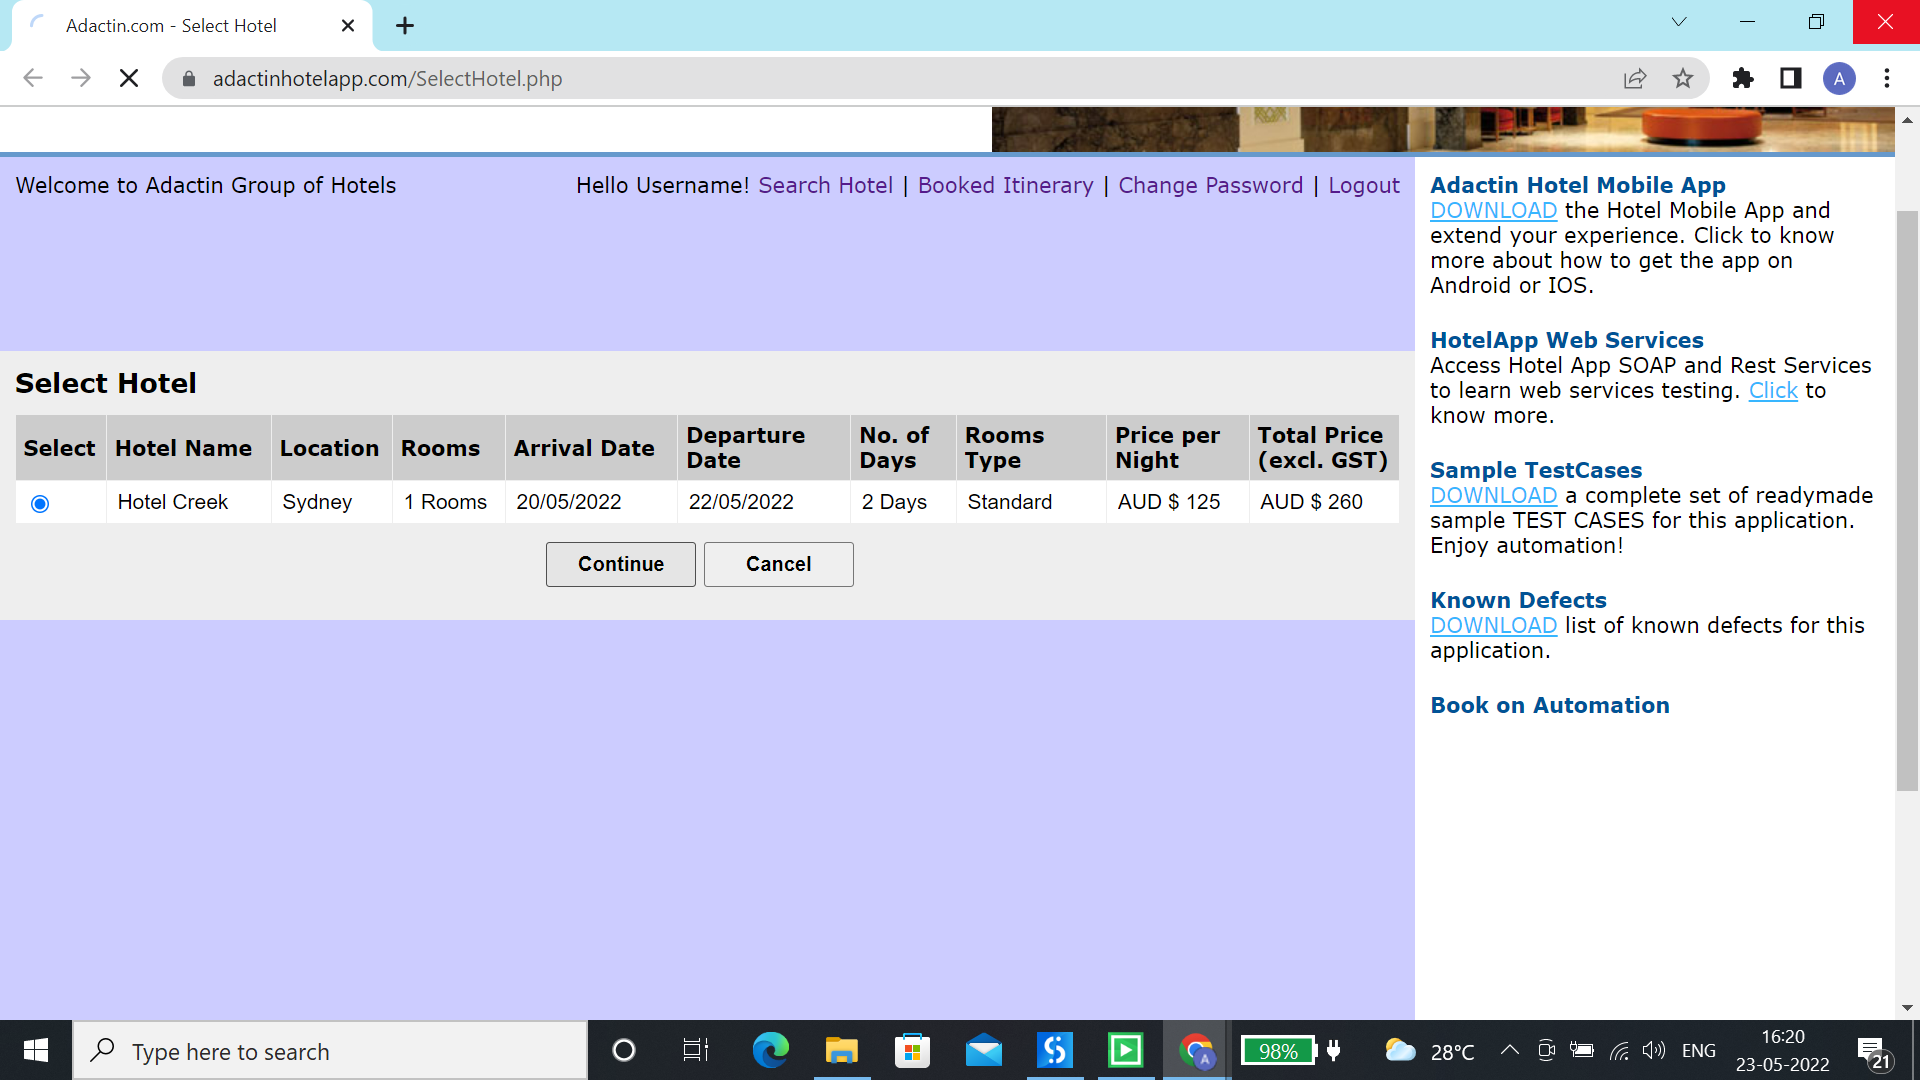 Adactin.com - Select Hotel
adactinhotelapp.com/SelectHotel.php
A
Welcome to Adactin Group of Hotels
Hello Username! Search Hotel | Booked Itinerary | Change Password | Logout
Select Hotel
Select Hotel Name Location Rooms Arrival Date Departure Date No. of Days Rooms Type Price per Night Total Price (excl. GST)
Hotel Creek Sydney 1 Rooms 20/05/2022 22/05/2022 2 Days Standard AUD $ 125 AUD $ 260
Continue Cancel
Adactin Hotel Mobile App
DOWNLOAD the Hotel Mobile App and
extend your experience. Click to know
more about how to get the app on
Android or IOS.
HotelApp Web Services
Access Hotel App SOAP and Rest Services
to learn web services testing. Click to
know more.
Sample TestCases
DOWNLOAD a complete set of readymade
sample TEST CASES for this application.
Enjoy automation!
Known Defects
DOWNLOAD list of known defects for this
application.
Book on Automation
Type here to search
A
98%
28°C
ENG
16:20
23-05-2022
21